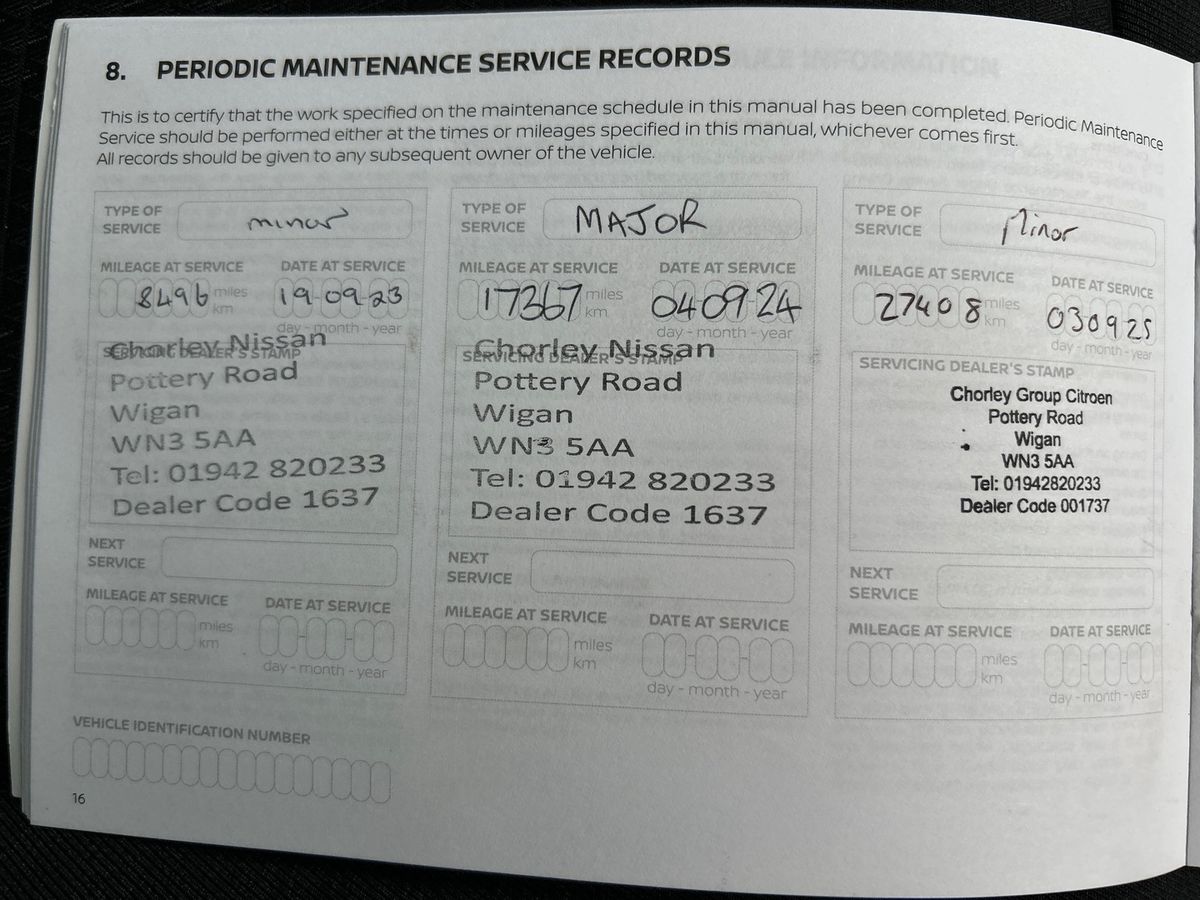 8. PERIODIC MAINTENANCE SERVICE RECORDS
This is to certify that the work specified on the maintenance schedule in this manual has been completed. Periodic Maintenance
Service should be performed either at the times or mileages specified in this manual, whichever comes first.
All records should be given to any subsequent owner of the vehicle.
TYPE OF
SERVICE
minor
MILEAGE AT SERVICE
DATE AT SERVICE
8496 miles
km
19-09-23
day - month - year
SERVICING DEALER'S STAMP
Chorley Nissan
Pottery Road
Wigan
WN3 5AA
Tel: 01942 820233
Dealer Code 1637
NEXT
SERVICE
MILEAGE AT SERVICE
DATE AT SERVICE
miles
km
day - month - year
TYPE OF
SERVICE
MAJOR
MILEAGE AT SERVICE
DATE AT SERVICE
17367 miles
km
04-09-24
day - month - year
SERVICING DEALER'S STAMP
Chorley Nissan
Pottery Road
Wigan
WN3 5AA
Tel: 01942 820233
Dealer Code 1637
NEXT
SERVICE
MILEAGE AT SERVICE
DATE AT SERVICE
miles
km
day - month - year
TYPE OF
SERVICE
Minor
MILEAGE AT SERVICE
DATE AT SERVICE
27408 miles
km
030925
day - month - year
SERVICING DEALER'S STAMP
Chorley Group Citroen
Pottery Road
Wigan
WN3 5AA
Tel: 01942820233
Dealer Code 001737
NEXT
SERVICE
MILEAGE AT SERVICE
DATE AT SERVICE
miles
km
day - month - year
VEHICLE IDENTIFICATION NUMBER
16